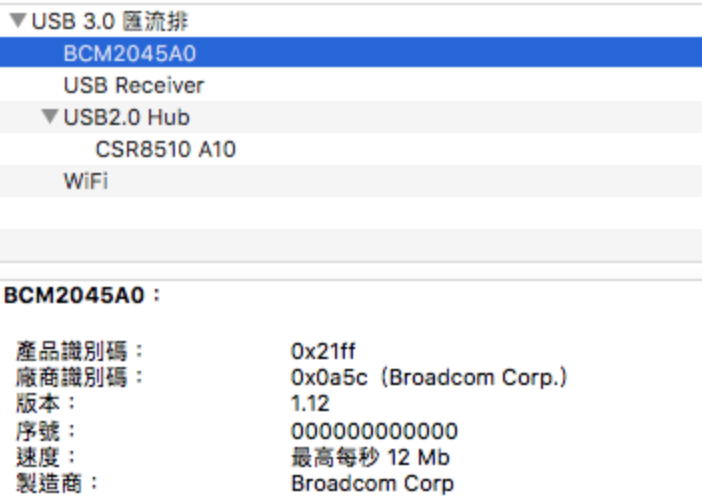 USB 3.0 匯流排
BCM2045A0
USB Receiver
USB2.0 Hub
CSR8510 A10
WiFi
BCM2045A0：
產品識別碼： 0x21ff
廠商識別碼： 0x0a5c（Broadcom Corp.）
版本： 1.12
序號： 000000000000
速度： 最高每秒 12 Mb
製造商： Broadcom Corp